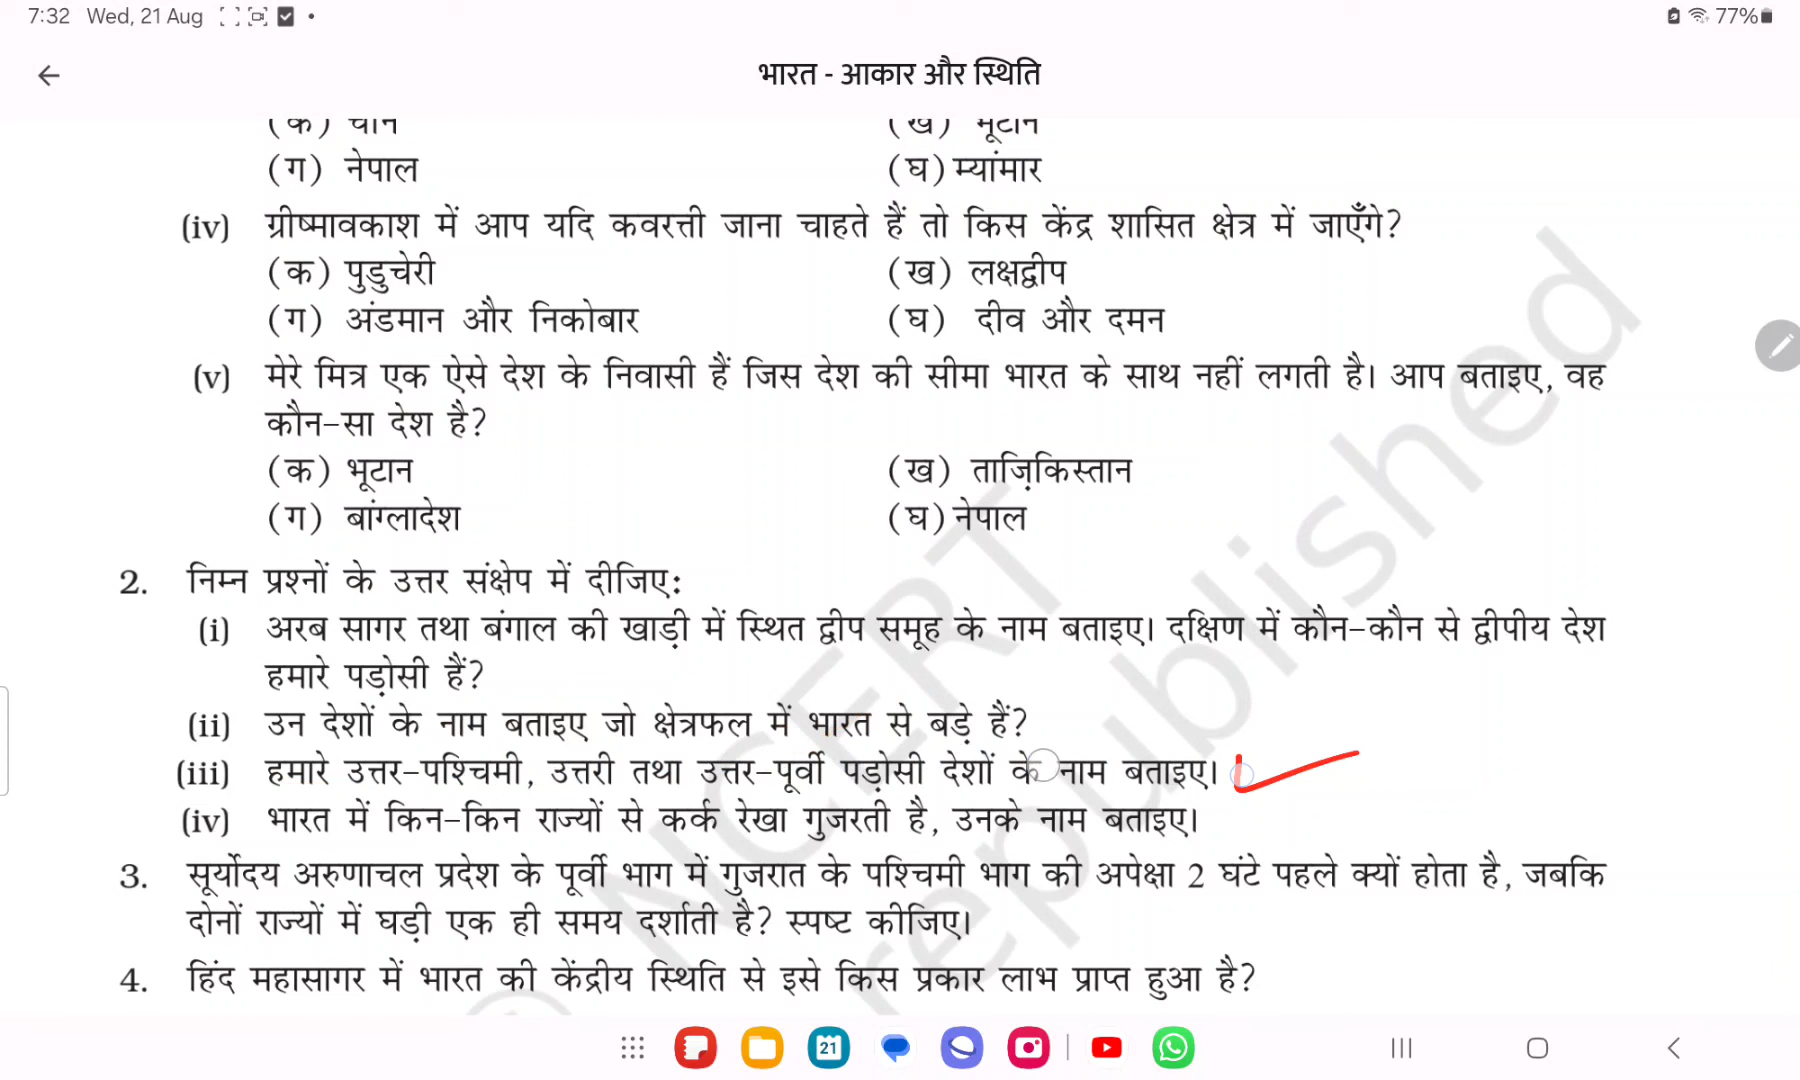 7:32 Wed, 21 Aug
77%
भारत - आकार और स्थिति
(क) चीन (ख) भूटान
(ग) नेपाल (घ) म्यांमार
(iv) ग्रीष्मावकाश में आप यदि कवरत्ती जाना चाहते हैं तो किस केंद्र शासित क्षेत्र में जाएँगे?
(क) पुडुचेरी (ख) लक्षद्वीप
(ग) अंडमान और निकोबार (घ) दीव और दमन
(v) मेरे मित्र एक ऐसे देश के निवासी हैं जिस देश की सीमा भारत के साथ नहीं लगती है। आप बताइए, वह
कौन-सा देश है?
(क) भूटान (ख) ताज़िकिस्तान
(ग) बांग्लादेश (घ) नेपाल
2. निम्न प्रश्नों के उत्तर संक्षेप में दीजिए:
(i) अरब सागर तथा बंगाल की खाड़ी में स्थित द्वीप समूह के नाम बताइए। दक्षिण में कौन-कौन से द्वीपीय देश
हमारे पड़ोसी हैं?
(ii) उन देशों के नाम बताइए जो क्षेत्रफल में भारत से बड़े हैं?
(iii) हमारे उत्तर-पश्चिमी, उत्तरी तथा उत्तर-पूर्वी पड़ोसी देशों के नाम बताइए।
(iv) भारत में किन-किन राज्यों से कर्क रेखा गुजरती है, उनके नाम बताइए।
3. सूर्योदय अरुणाचल प्रदेश के पूर्वी भाग में गुजरात के पश्चिमी भाग की अपेक्षा 2 घंटे पहले क्यों होता है, जबकि
दोनों राज्यों में घड़ी एक ही समय दर्शाती है? स्पष्ट कीजिए।
4. हिंद महासागर में भारत की केंद्रीय स्थिति से इसे किस प्रकार लाभ प्राप्त हुआ है?
© NCERT
republished
21